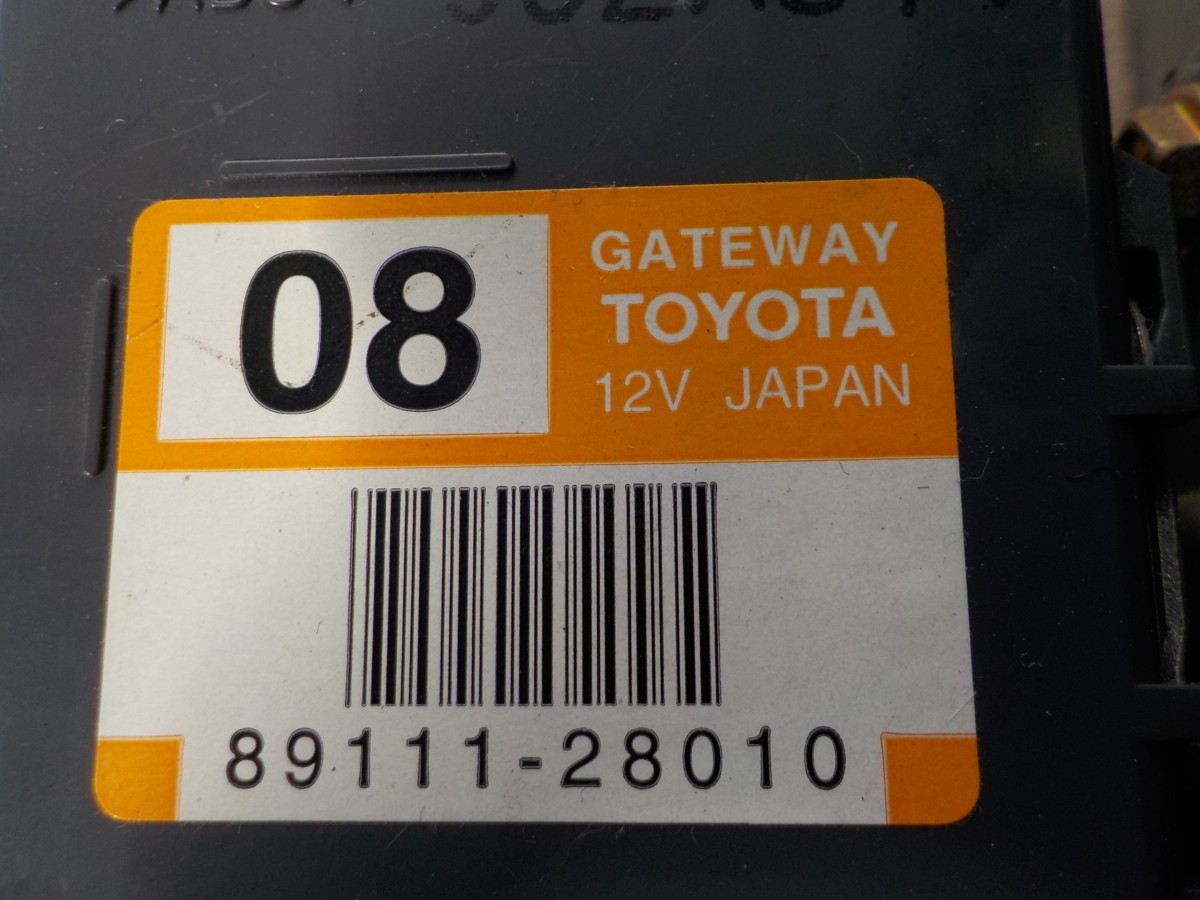 08
GATEWAY
TOYOTA
12V JAPAN
89111-28010